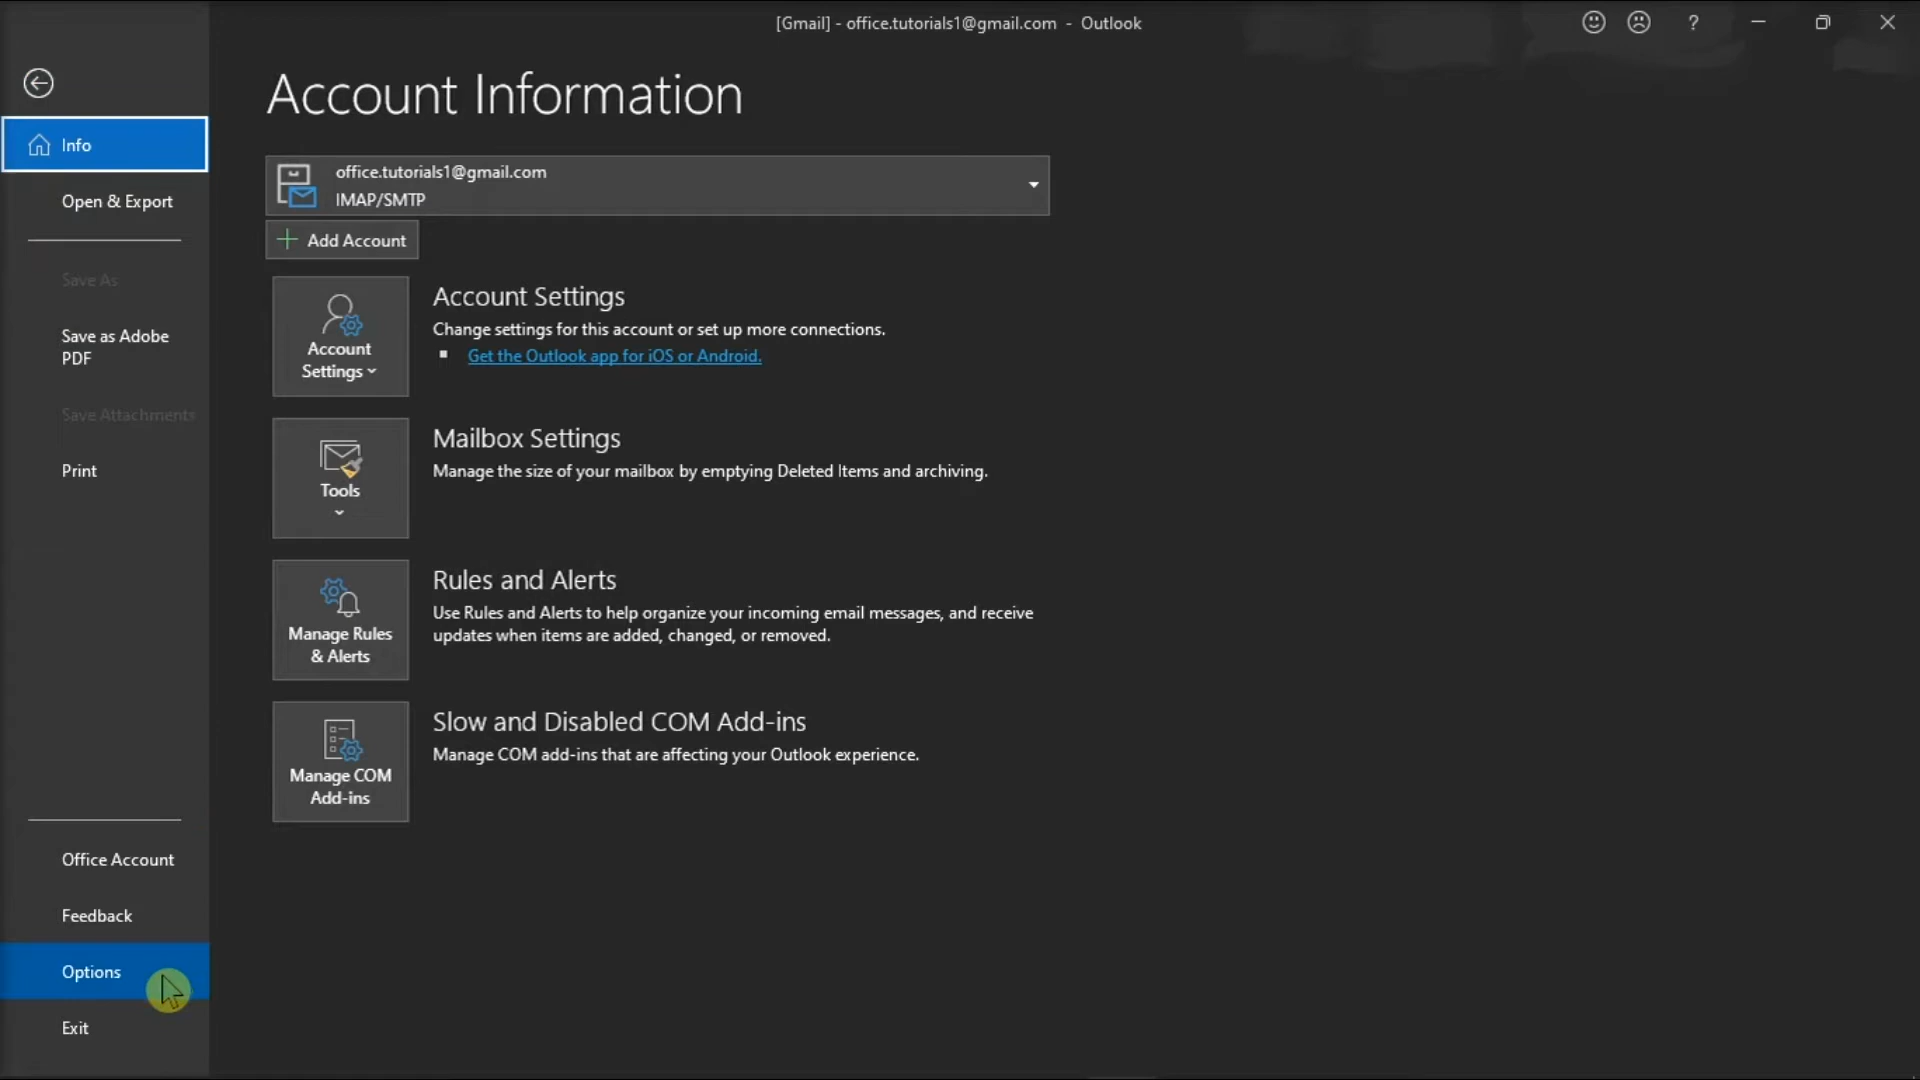 [Gmail] - office.tutorials1@gmail.com - Outlook
?
Account Information
Info
Open & Export
Save As
Save as Adobe
PDF
Save Attachments
Print
Office Account
Feedback
Options
Exit
office.tutorials1@gmail.com
IMAP/SMTP
Add Account
Account
Settings
Account Settings
Change settings for this account or set up more connections.
Get the Outlook app for iOS or Android.
Tools
Mailbox Settings
Manage the size of your mailbox by emptying Deleted Items and archiving.
Manage Rules
& Alerts
Rules and Alerts
Use Rules and Alerts to help organize your incoming email messages, and receive
updates when items are added, changed, or removed.
Manage COM
Add-ins
Slow and Disabled COM Add-ins
Manage COM add-ins that are affecting your Outlook experience.